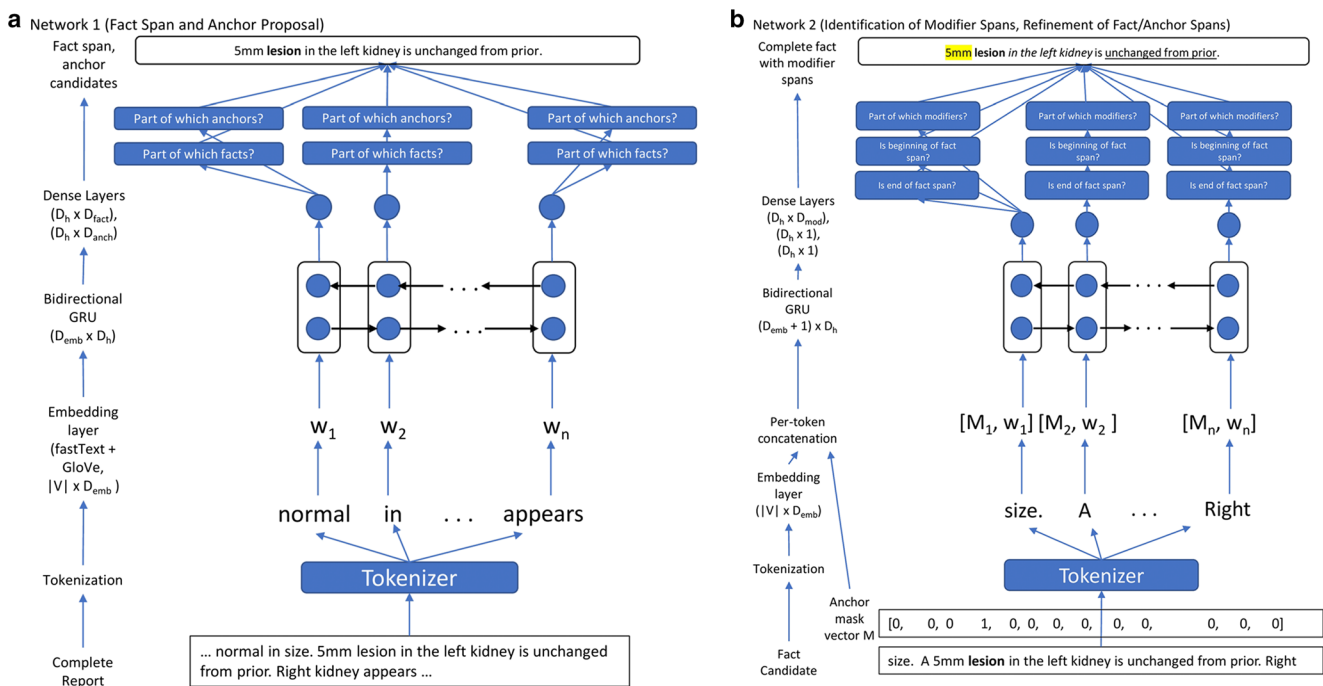 a Network 1 (Fact Span and Anchor Proposal)
Fact span,
anchor
candidates
5mm lesion in the left kidney is unchanged from prior.
Part of which anchors? Part of which anchors? Part of which anchors?
Part of which facts? Part of which facts? Part of which facts?
Dense Layers
(Dh x Dfact),
(Dh x Danch)
Bidirectional
GRU
(Demb x Dh)
. . .
. . .
Embedding
layer
(fastText +
GloVe,
|V| x Demb )
w1 w2 wn
normal in . . . appears
Tokenization
Tokenizer
Complete
Report
... normal in size. 5mm lesion in the left kidney is unchanged
from prior. Right kidney appears ...
b Network 2 (Identification of Modifier Spans, Refinement of Fact/Anchor Spans)
Complete fact
with modifier
spans
5mm lesion in the left kidney is unchanged from prior.
Part of which modifiers? Part of which modifiers? Part of which modifiers?
Is beginning of fact Is beginning of fact Is beginning of fact
span? span? span?
Is end of fact span? Is end of fact span? Is end of fact span?
Dense Layers
(Dh x Dmod),
(Dh x 1),
(Dh x 1)
Bidirectional
GRU
(Demb + 1) x Dh
. . .
. . .
Per-token
concatenation
[M1, w1] [M2, w2 ] [Mn, wn]
Embedding
layer
(|V| x Demb)
size. A . . . Right
Tokenization
Tokenizer
Anchor
mask
vector M
[0, 0, 0 1, 0, 0, 0, 0, 0, 0, 0, 0, 0]
Fact
Candidate
size. A 5mm lesion in the left kidney is unchanged from prior. Right